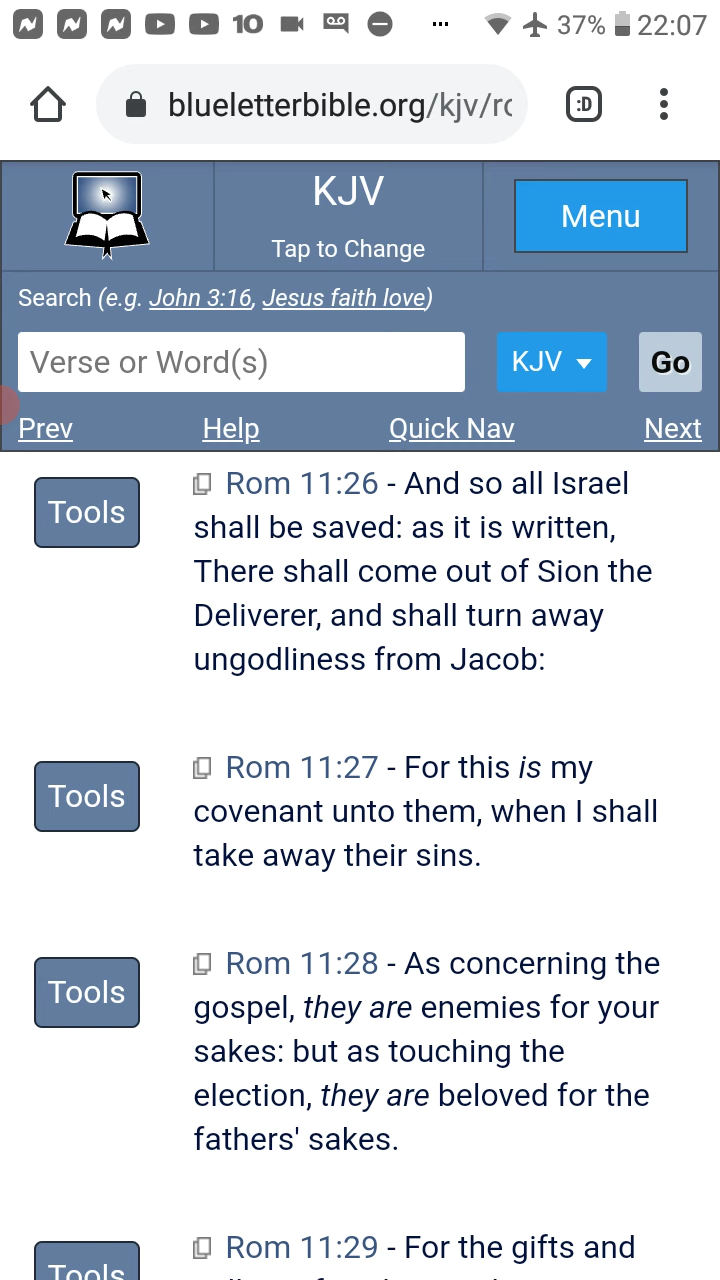 10 ... 37% 22:07
blueletterbible.org/kjv/ro :D
KJV
Tap to Change
Menu
Search (e.g. John 3:16, Jesus faith love)
Verse or Word(s) KJV Go
Prev Help Quick Nav Next
Tools
Rom 11:26 - And so all Israel
shall be saved: as it is written,
There shall come out of Sion the
Deliverer, and shall turn away
ungodliness from Jacob:
Tools
Rom 11:27 - For this is my
covenant unto them, when I shall
take away their sins.
Tools
Rom 11:28 - As concerning the
gospel, they are enemies for your
sakes: but as touching the
election, they are beloved for the
fathers' sakes.
Tools
Rom 11:29 - For the gifts and